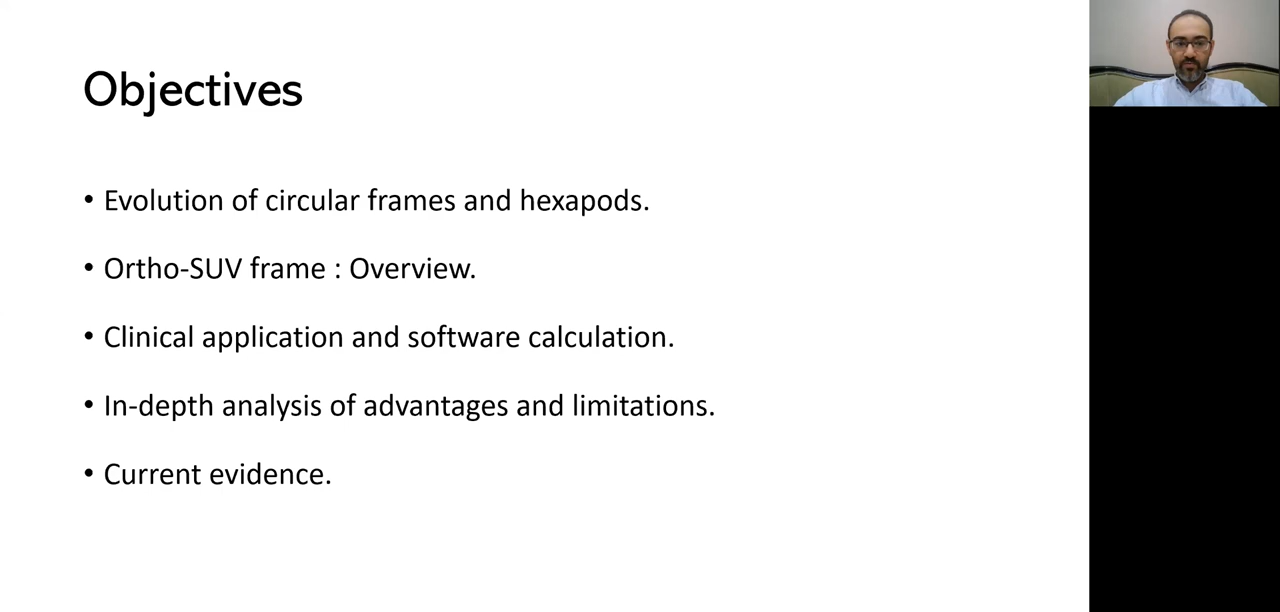 Objectives
• Evolution of circular frames and hexapods.
• Ortho-SUV frame : Overview.
• Clinical application and software calculation.
• In-depth analysis of advantages and limitations.
• Current evidence.